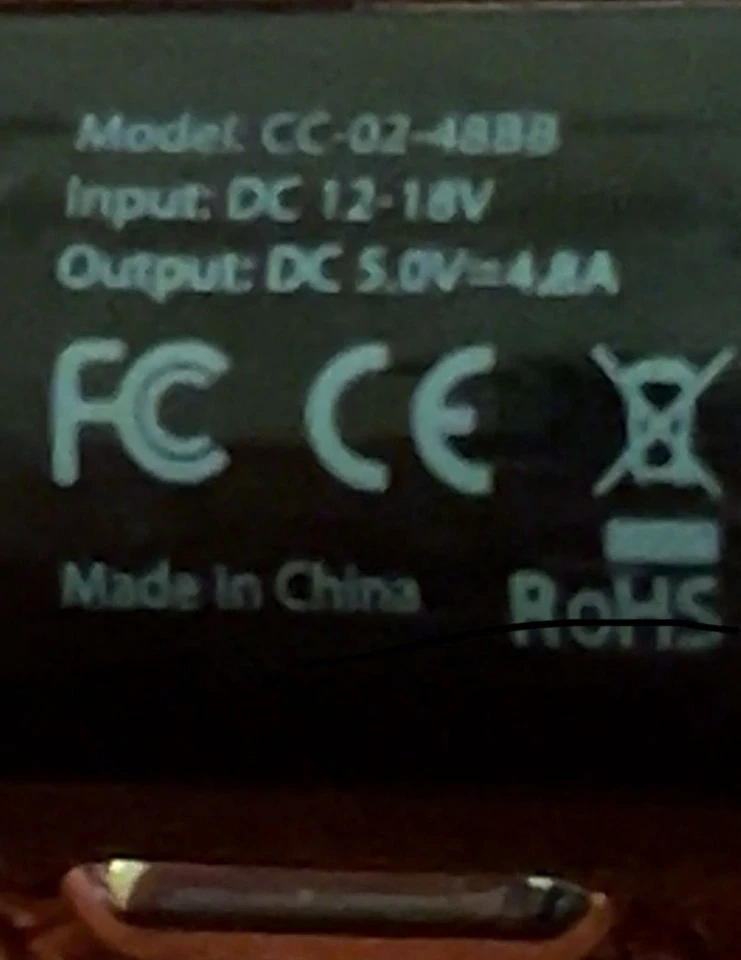 Model: CC-02-48BB
Input: DC 12-18V
Output: DC 5.0V=4.8A
FC CE
Made in China
RoHS